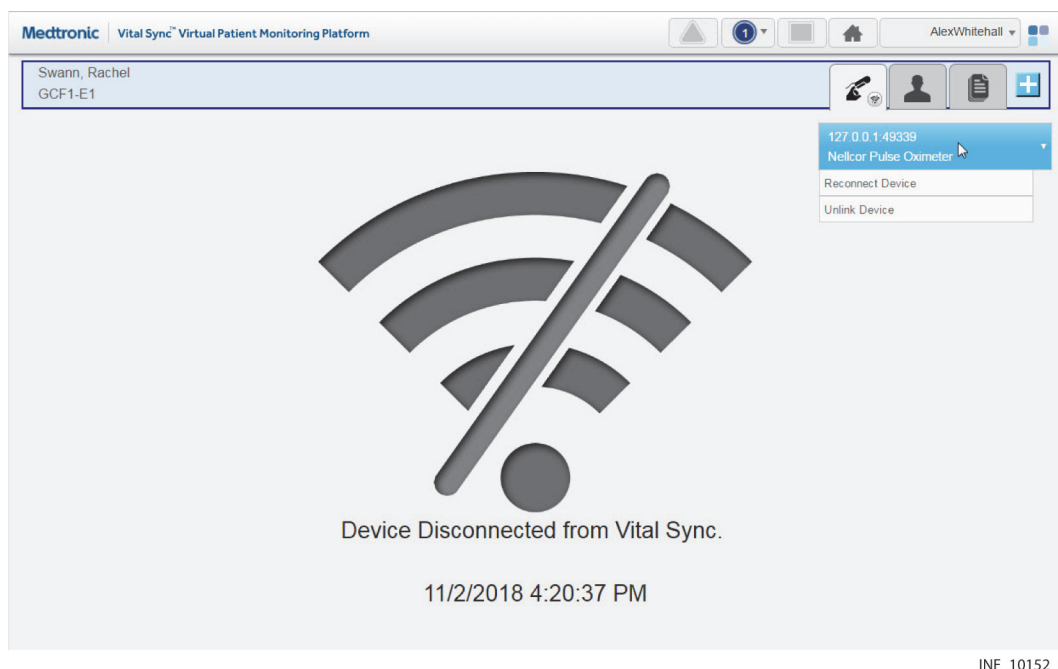 Medtronic
Vital Sync™ Virtual Patient Monitoring Platform
1
AlexWhitehall
Swann, Rachel
GCF1-E1
127.0.0.1:49339
Nellcor Pulse Oximeter
Reconnect Device
Unlink Device
Device Disconnected from Vital Sync.
11/2/2018 4:20:37 PM
INF_10152